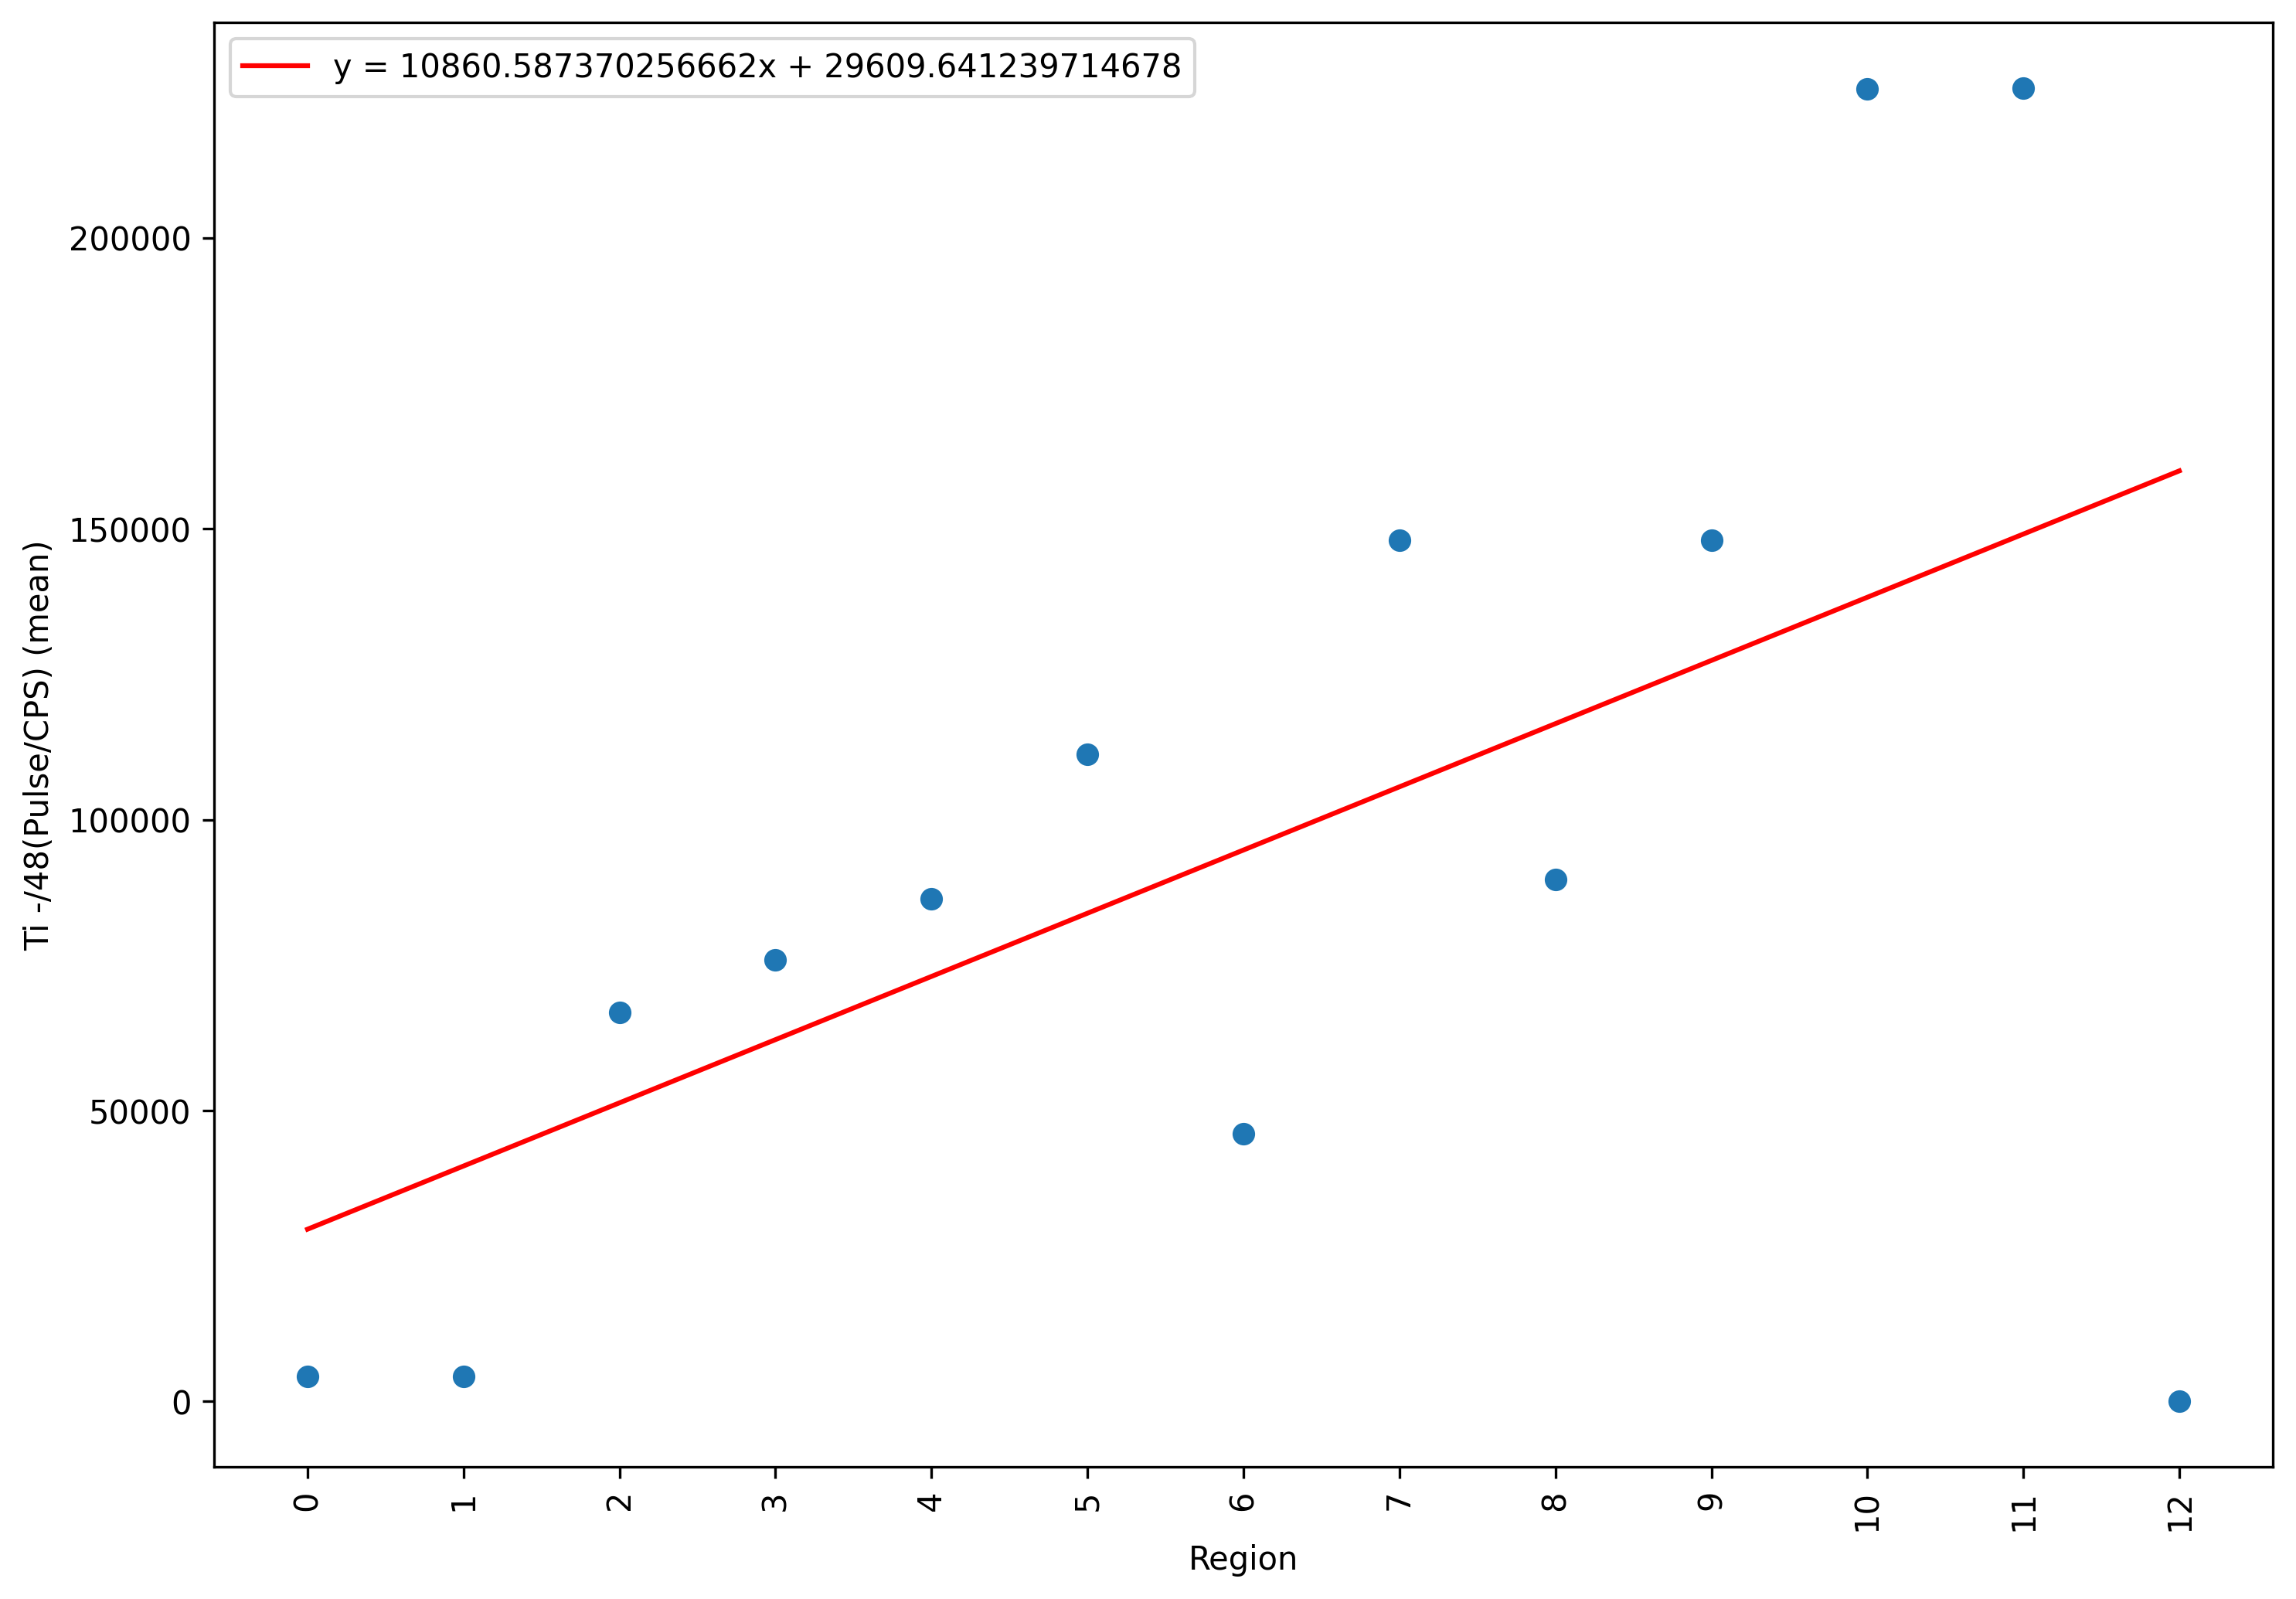 y = 10860.587370256662x + 29609.641239714678
200000
150000
100000
50000
0
Ti -/48(Pulse/CPS) (mean)
0 1 2 3 4 5 6 7 8 9 10 11 12
Region